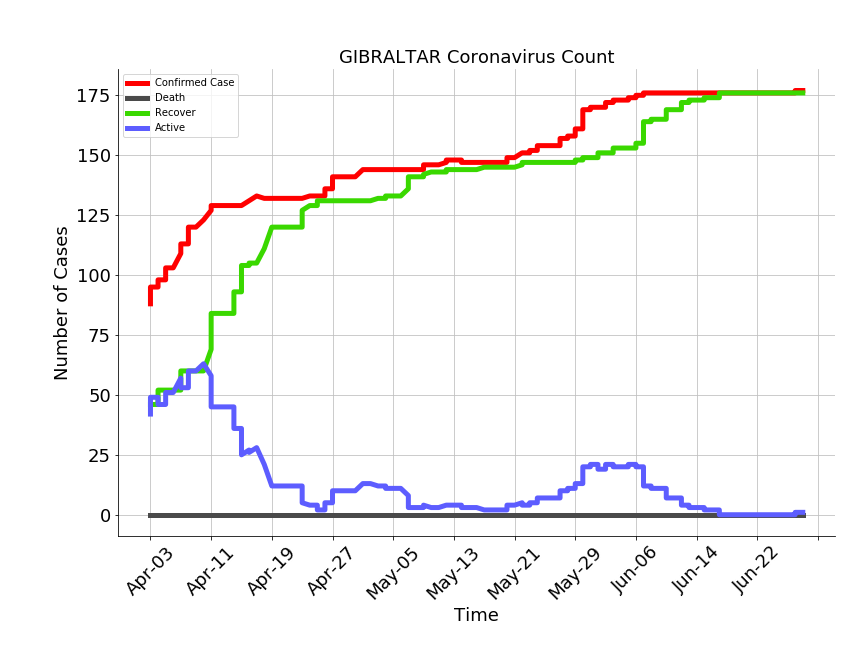 GIBRALTAR Coronavirus Count
Confirmed Case
Death
Recover
Active
175
150
125
100
75
50
25
0
Number of Cases
Apr-03
Apr-11
Apr-19
Apr-27
May-05
May-13
May-21
May-29
Jun-06
Jun-14
Jun-22
Time